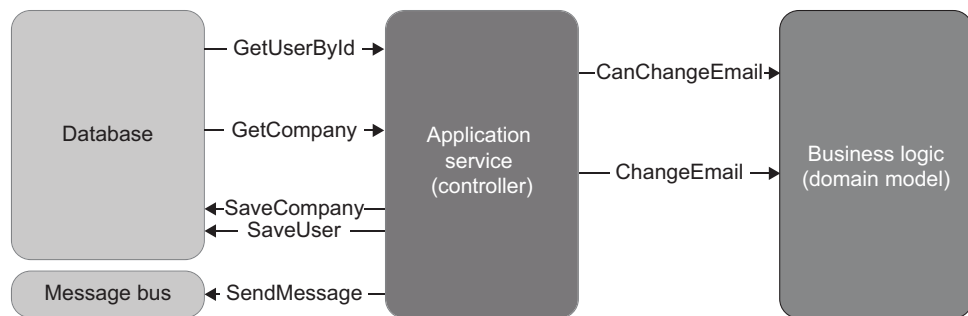 GetUserById
CanChangeEmail
Database
GetCompany
Application
service
(controller)
Business logic
(domain model)
ChangeEmail
SaveCompany
SaveUser
Message bus
SendMessage